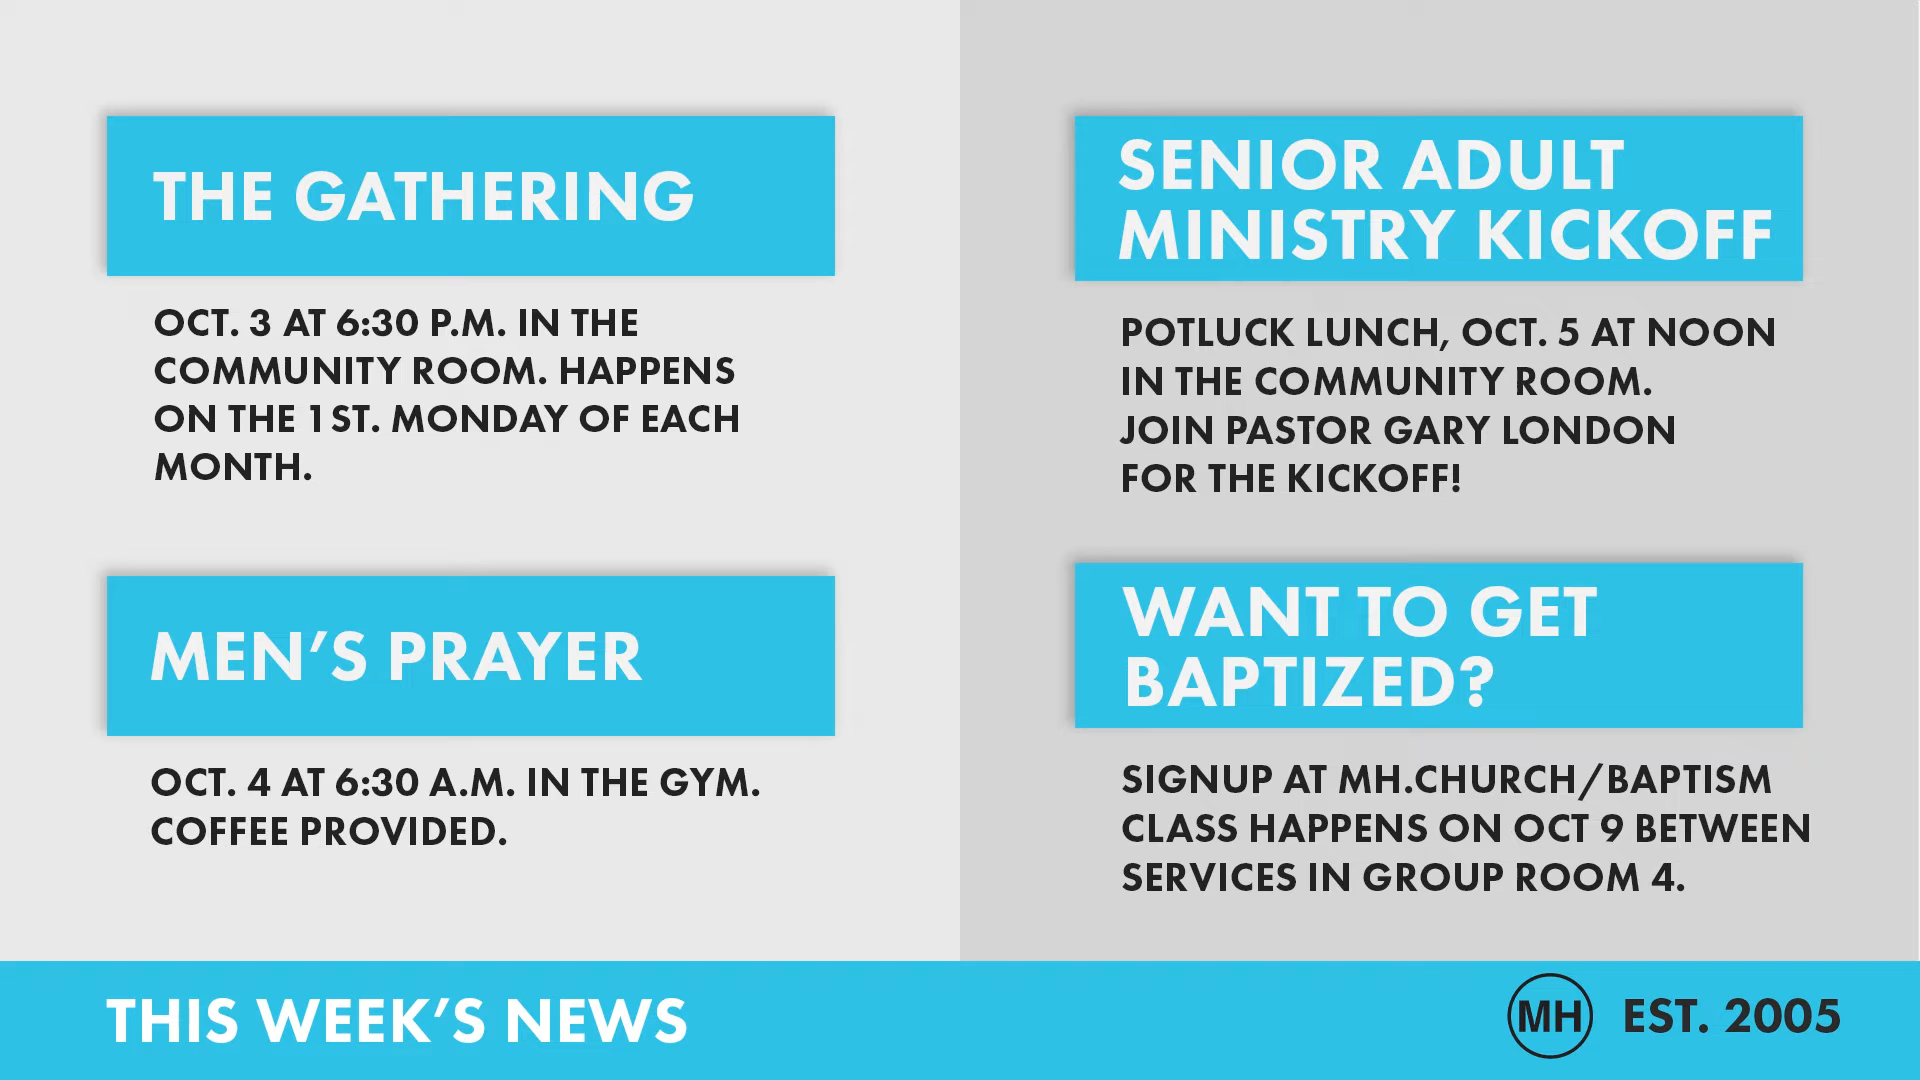 THE GATHERING
OCT. 3 AT 6:30 P.M. IN THE
COMMUNITY ROOM. HAPPENS
ON THE 1ST. MONDAY OF EACH
MONTH.
MEN'S PRAYER
OCT. 4 AT 6:30 A.M. IN THE GYM.
COFFEE PROVIDED.
SENIOR ADULT
MINISTRY KICKOFF
POTLUCK LUNCH, OCT. 5 AT NOON
IN THE COMMUNITY ROOM.
JOIN PASTOR GARY LONDON
FOR THE KICKOFF!
WANT TO GET
BAPTIZED?
SIGNUP AT MH.CHURCH/BAPTISM
CLASS HAPPENS ON OCT 9 BETWEEN
SERVICES IN GROUP ROOM 4.
THIS WEEK'S NEWS
MH EST. 2005